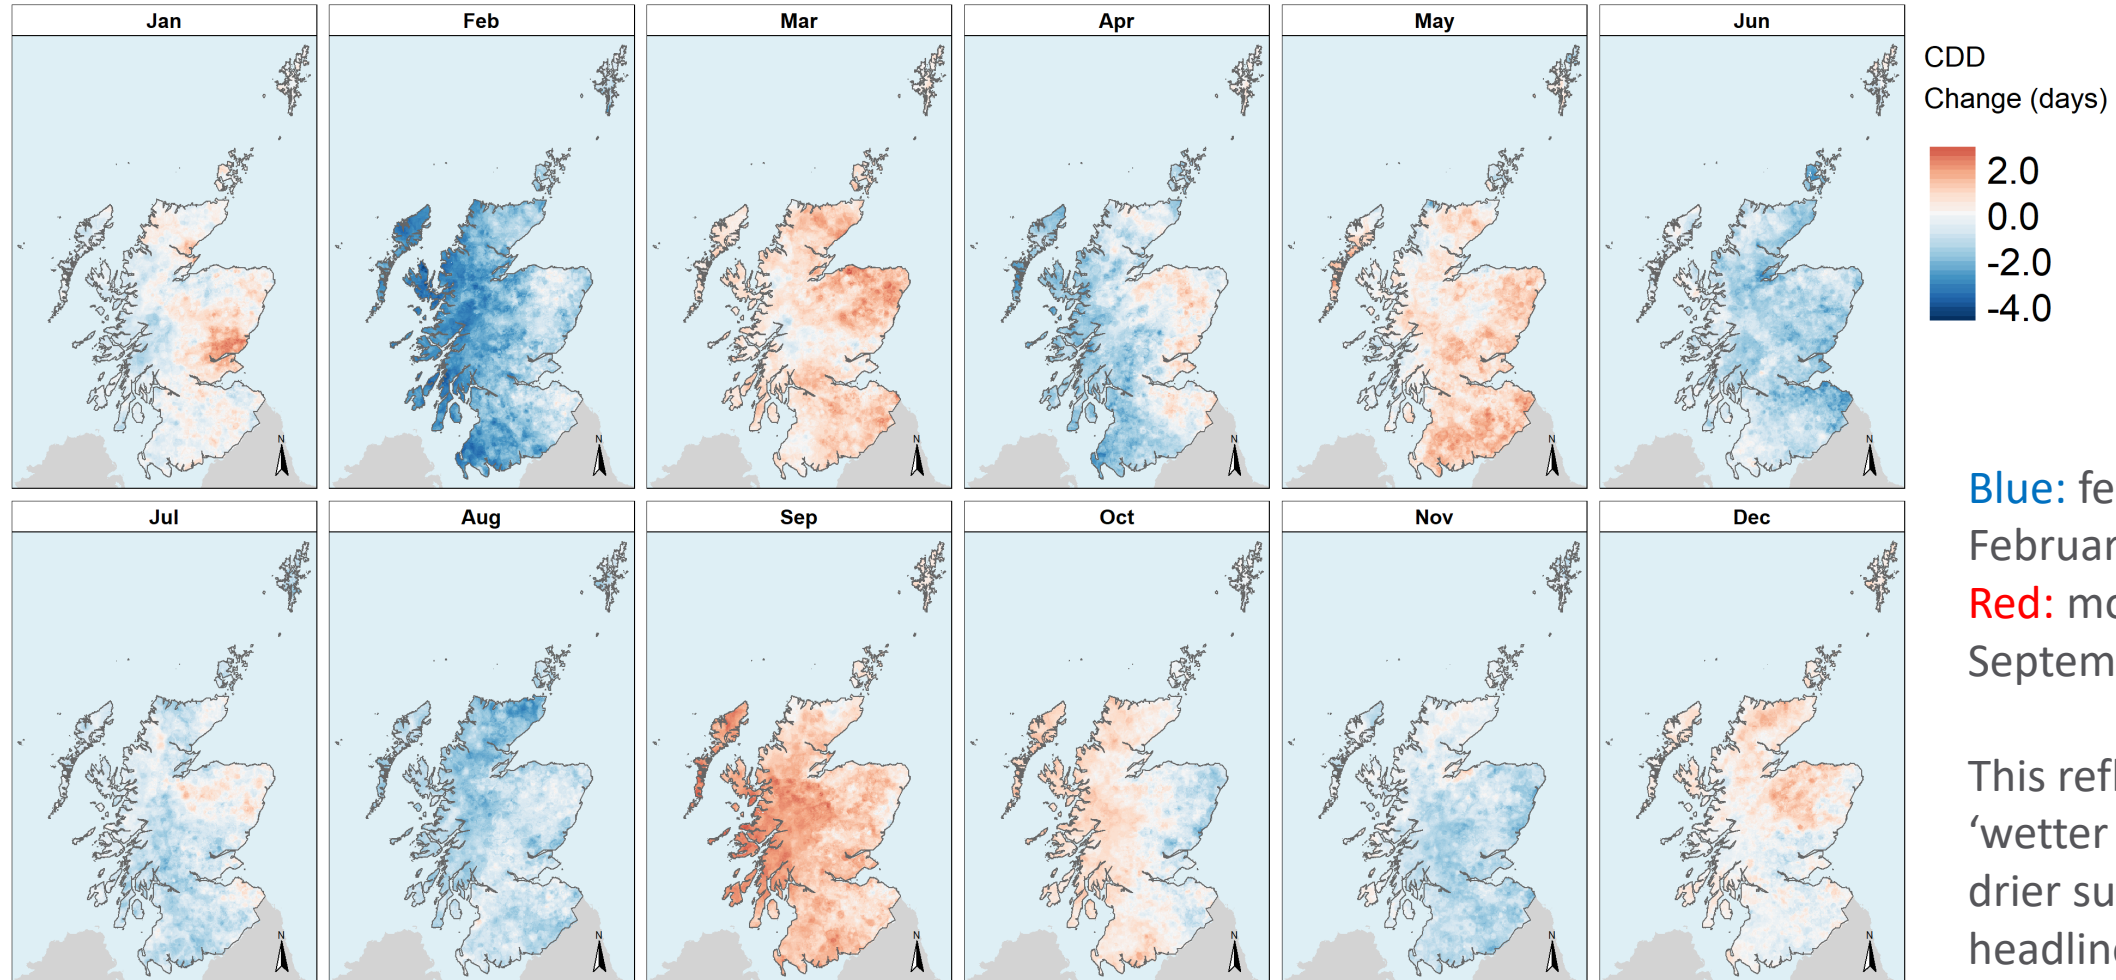 Jan
Feb
Mar
Apr
May
Jun
CDD
Change (days)
2.0
0.0
-2.0
-4.0
N
N
N
N
N
N
Blue: fe
Februar
Red: mo
Septem
Jul
Aug
Sep
Oct
Nov
Dec
This refl
‘wetter
drier su
headline
N
N
N
N
N
N